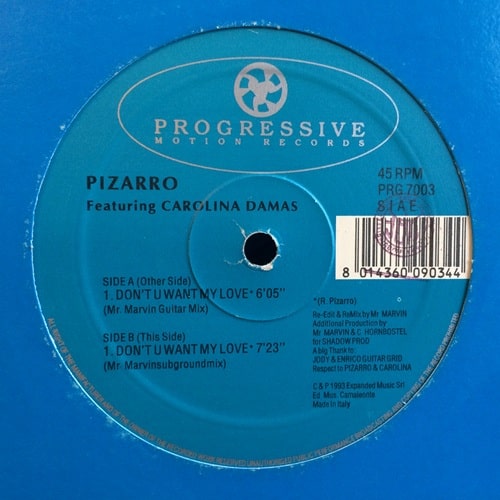 PROGRESSIVE
MOTION RECORDS
PIZARRO
Featuring CAROLINA DAMAS
45 RPM
PRG 7003
S I A E
8 014360 090344
SIDE A (Other Side)
1. DON'T U WANT MY LOVE* 6'05"
(Mr. Marvin Guitar Mix)
SIDE B (This Side)
1. DON'T U WANT MY LOVE* 7'23"
(Mr. Marvinsubgroundmix)
*(R. Pizarro)
Re-Edit & ReMix by Mr. MARVIN
Additional Production by
Mr. MARVIN & C. HORNBOSTEL
for SHADOW PROD
A big Thank to:
JOBY & ENRICO GUITAR GRID
Respect to PIZARRO & CAROLINA
C & P 1993 Expanded Music Srl
Ed. Mus. Camaleonte
Made in Italy